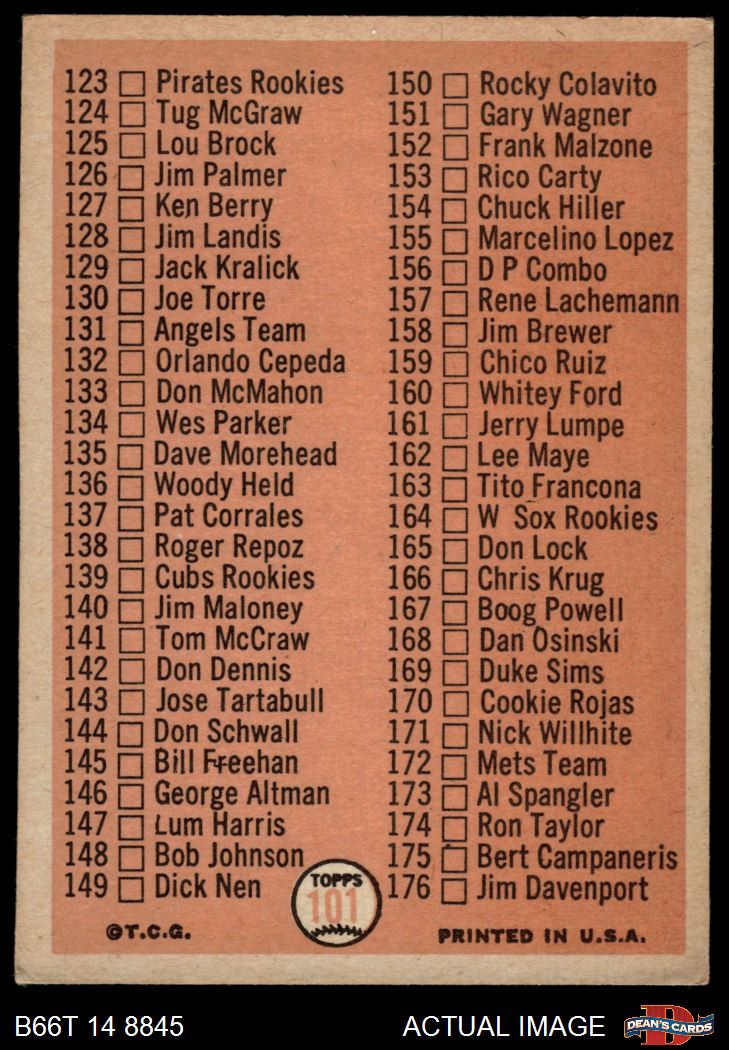 123 Pirates Rookies
124 Tug McGraw
125 Lou Brock
126 Jim Palmer
127 Ken Berry
128 Jim Landis
129 Jack Kralick
130 Joe Torre
131 Angels Team
132 Orlando Cepeda
133 Don McMahon
134 Wes Parker
135 Dave Morehead
136 Woody Held
137 Pat Corrales
138 Roger Repoz
139 Cubs Rookies
140 Jim Maloney
141 Tom McCraw
142 Don Dennis
143 Jose Tartabull
144 Don Schwall
145 Bill Freehan
146 George Altman
147 Lum Harris
148 Bob Johnson
149 Dick Nen
150 Rocky Colavito
151 Gary Wagner
152 Frank Malzone
153 Rico Carty
154 Chuck Hiller
155 Marcelino Lopez
156 D P Combo
157 Rene Lachemann
158 Jim Brewer
159 Chico Ruiz
160 Whitey Ford
161 Jerry Lumpe
162 Lee Maye
163 Tito Francona
164 W Sox Rookies
165 Don Lock
166 Chris Krug
167 Boog Powell
168 Dan Osinski
169 Duke Sims
170 Cookie Rojas
171 Nick Willhite
172 Mets Team
173 Al Spangler
174 Ron Taylor
175 Bert Campaneris
176 Jim Davenport
TOPPS
101
©T.C.G.
PRINTED IN U.S.A.
B66T 14 8845
ACTUAL IMAGE
D
DEAN'S CARDS